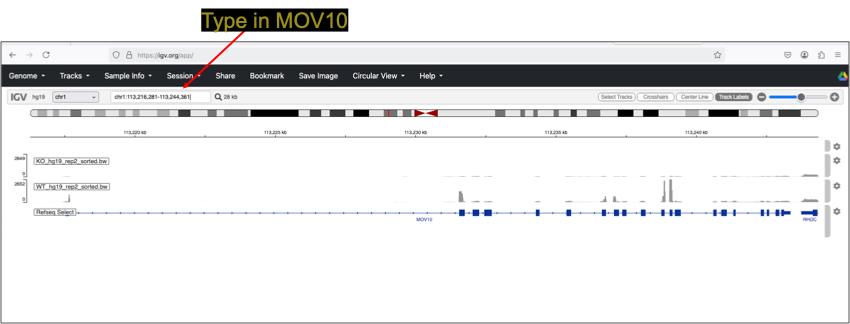 Type in MOV10
https://igv.org/app/
Genome Tracks Sample Info Session Share Bookmark Save Image Circular View Help
IGV hg19 chr1 chr1:113,216,281-113,244,361 28 kb Select Tracks Crosshairs Center Line Track Labels
113,220 kb 113,225 kb 113,230 kb 113,235 kb 113,240 kb
2649
KO_hg19_rep2_sorted.bw
0
2652
WT_hg19_rep2_sorted.bw
0
Refseq Select
MOV10 RHOC